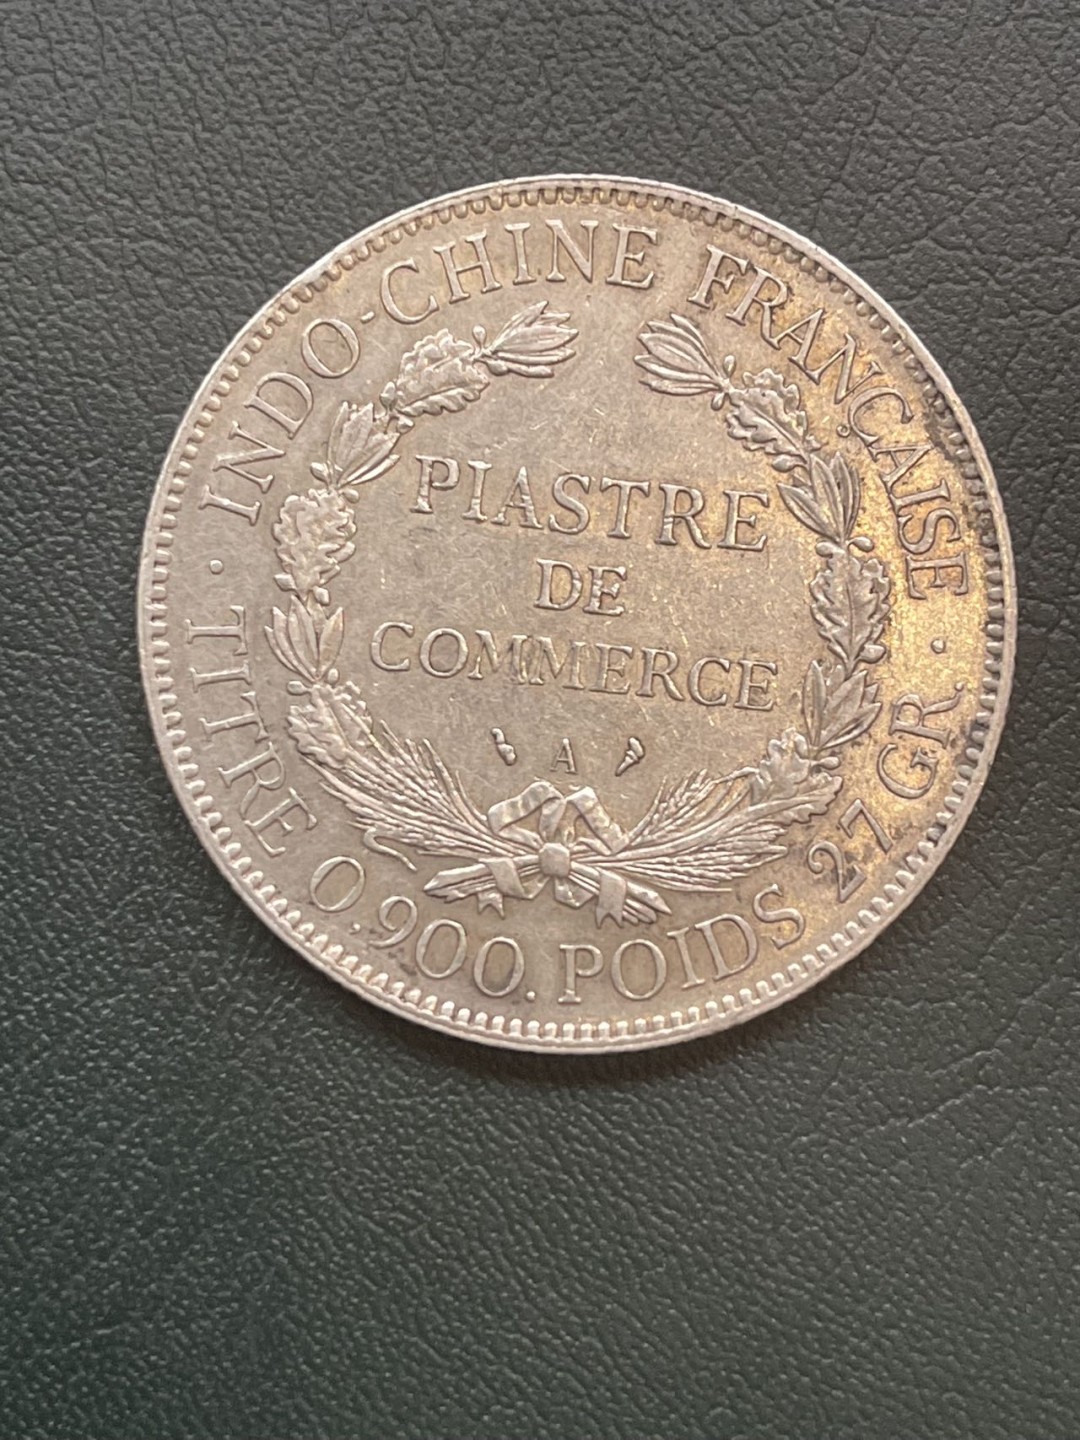 INDO-CHINE FRANÇAISE
PIASTRE
DE
COMMERCE
A
· TITRE 0,900. POIDS 27 GR. ·